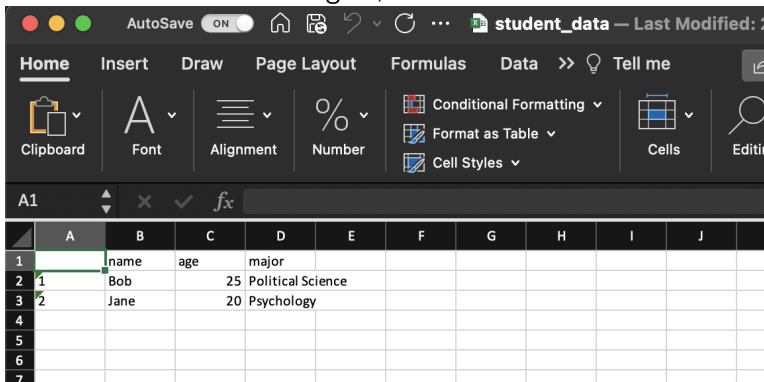 AutoSave ON student_data — Last Modified: 2
Home Insert Draw Page Layout Formulas Data >> Tell me
Clipboard Font Alignment % Number Conditional Formatting Format as Table Cell Styles Cells
A1 fx
A B C D E F G H I J
1 name age major
2 1 Bob 25 Political Science
3 2 Jane 20 Psychology
4
5
6
7